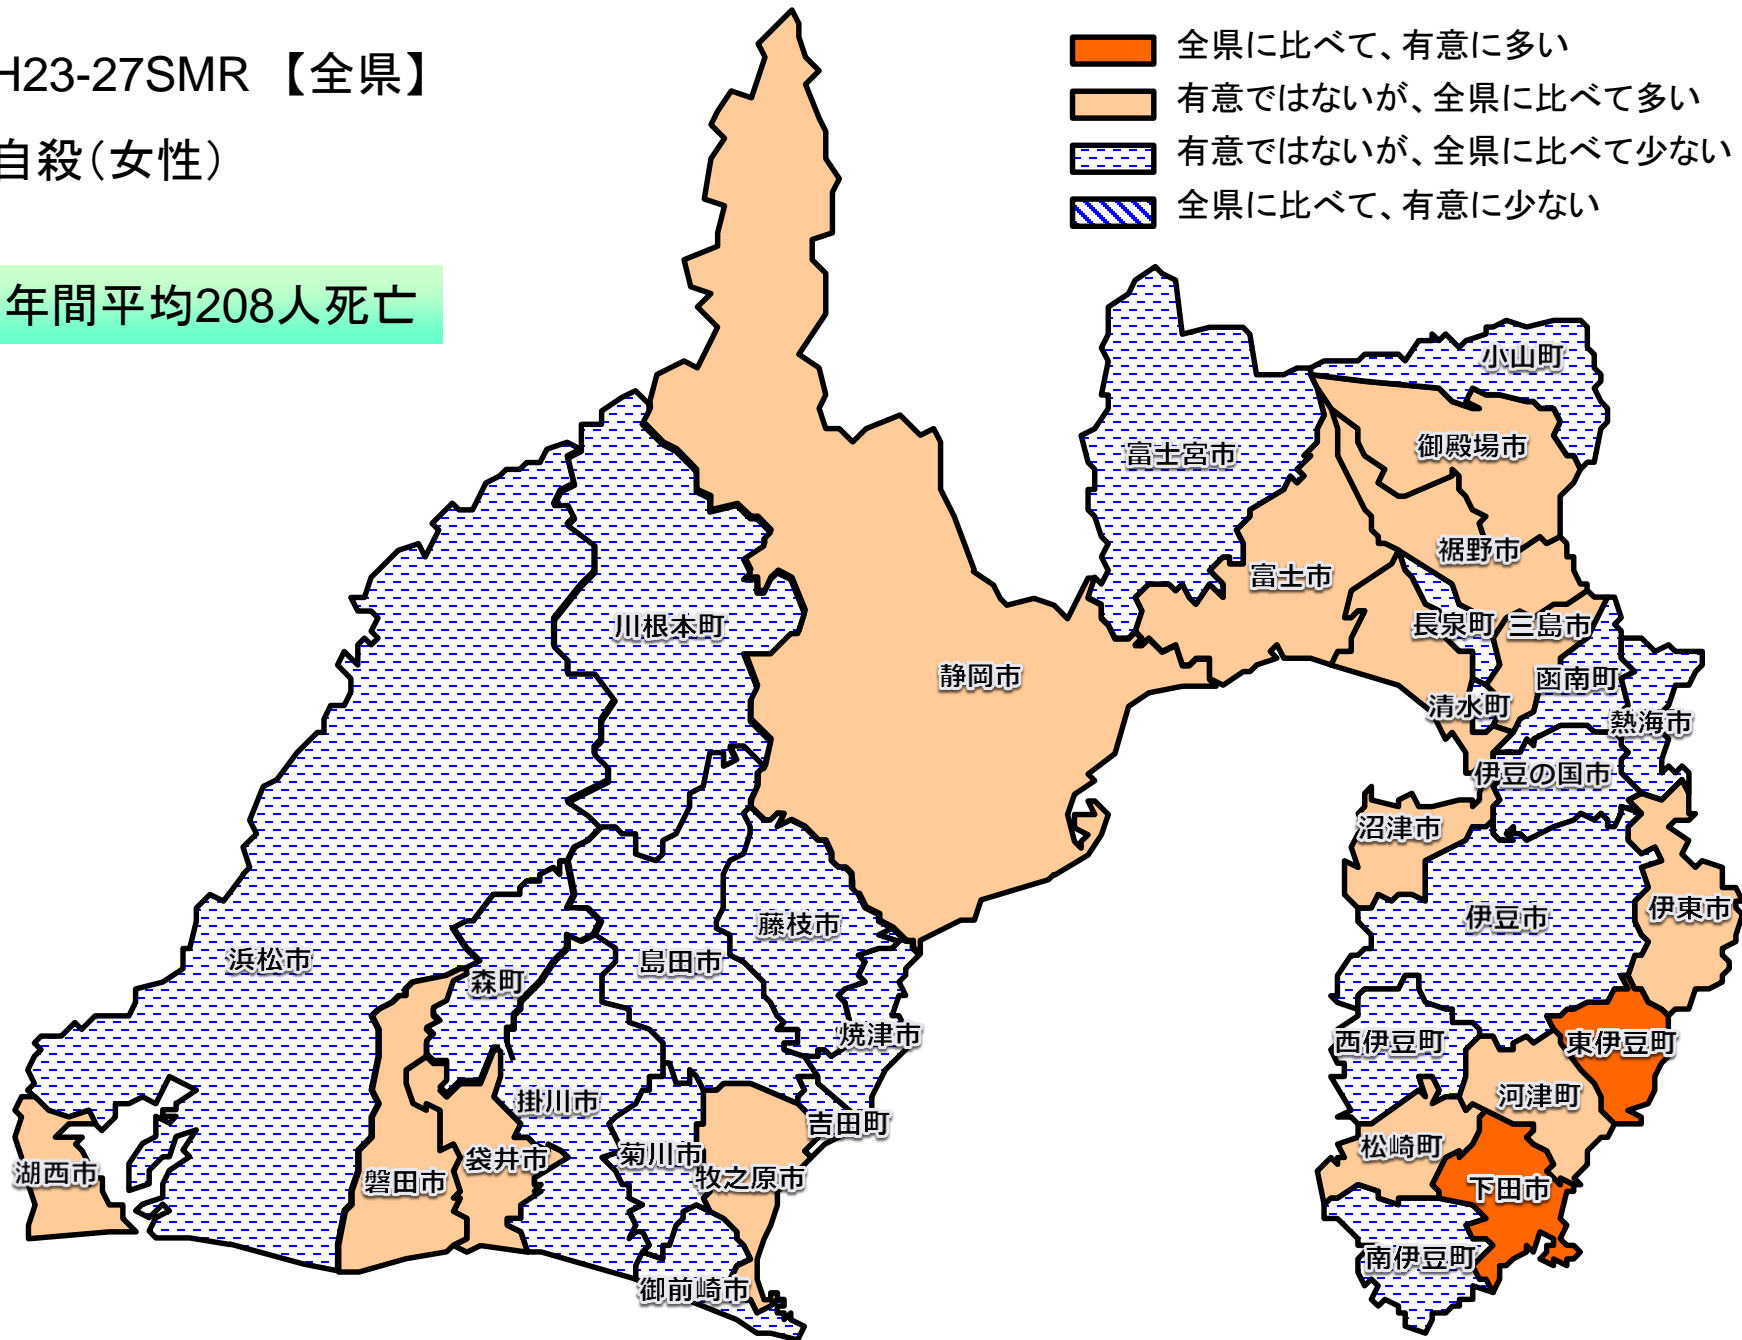 H23-27SMR 【全県】
自殺（女性）
年間平均208人死亡
全県に比べて、有意に多い
有意ではないが、全県に比べて多い
有意ではないが、全県に比べて少ない
全県に比べて、有意に少ない
小山町
御殿場市
富士宮市
裾野市
富士市
長泉町
三島市
川根本町
静岡市
函南町
清水町
熱海市
伊豆の国市
沼津市
伊東市
伊豆市
藤枝市
島田市
浜松市
森町
焼津市
西伊豆町
東伊豆町
河津町
掛川市
吉田町
菊川市
松崎町
袋井市
湖西市
磐田市
牧之原市
下田市
南伊豆町
御前崎市